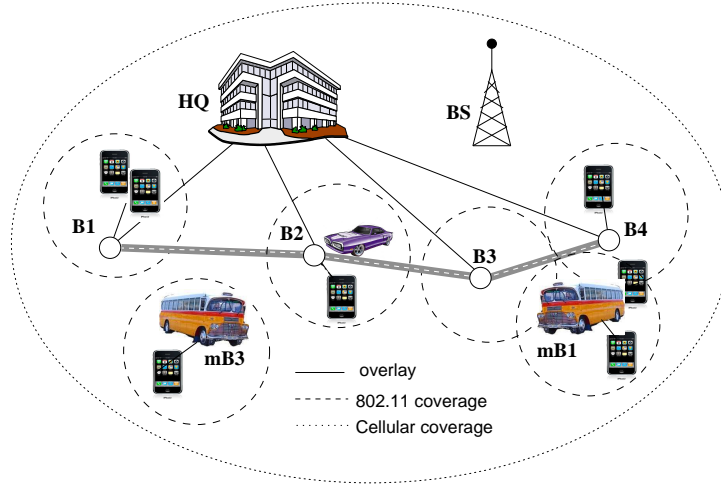 HQ
BS
B1
B2
B3
B4
mB3
mB1
overlay
802.11 coverage
Cellular coverage